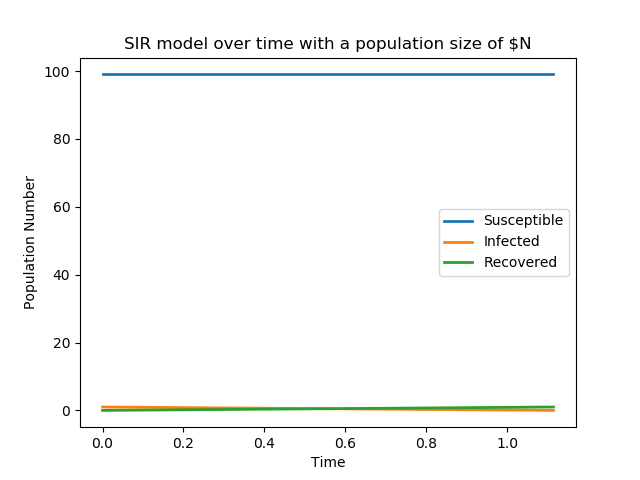 SIR model over time with a population size of $N
Population Number
100
80
60
40
20
0
Susceptible
Infected
Recovered
0.0 0.2 0.4 0.6 0.8 1.0
Time